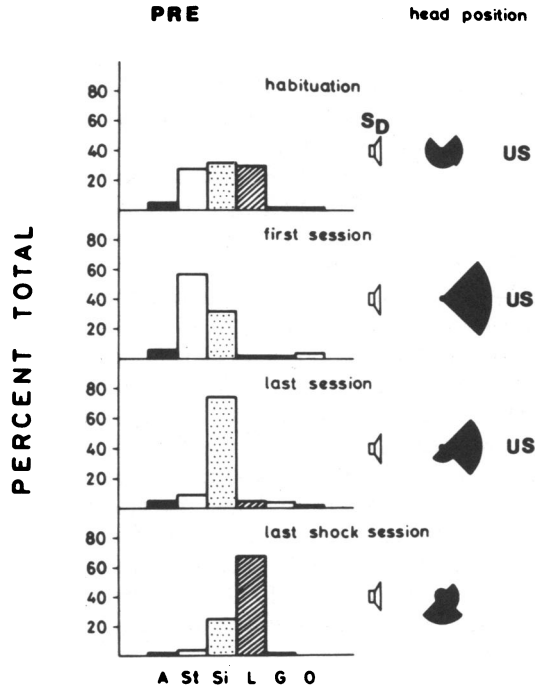 PRE
head position
habituation
80
60
40
20
SD
US
first session
80
60
40
20
US
last session
80
60
40
20
US
last shock session
80
60
40
20
A St Si L G O
PERCENT TOTAL